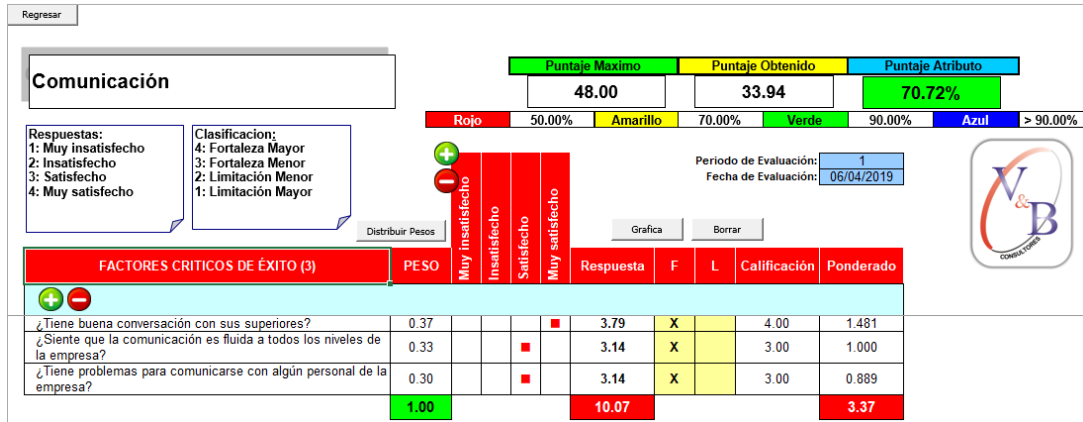 Regresar
Comunicación
Puntaje Maximo Puntaje Obtenido Puntaje Atributo
48.00 33.94 70.72%
Rojo 50.00% Amarillo 70.00% Verde 90.00% Azul > 90.00%
Respuestas:
1: Muy insatisfecho
2: Insatisfecho
3: Satisfecho
4: Muy satisfecho
Clasificacion;
4: Fortaleza Mayor
3: Fortaleza Menor
2: Limitación Menor
1: Limitación Mayor
Periodo de Evaluación: 1
Fecha de Evaluación: 06/04/2019
V&B
CONSULTORES
Distribuir Pesos
Grafica
Borrar
FACTORES CRITICOS DE ÉXITO (3) PESO Muy insatisfecho Insatisfecho Satisfecho Muy satisfecho Respuesta F L Calificación Ponderado
¿Tiene buena conversación con sus superiores? 0.37 3.79 X 4.00 1.481
¿Siente que la comunicación es fluida a todos los niveles de
la empresa? 0.33 3.14 X 3.00 1.000
¿Tiene problemas para comunicarse con algún personal de la
empresa? 0.30 3.14 X 3.00 0.889
1.00 10.07 3.37